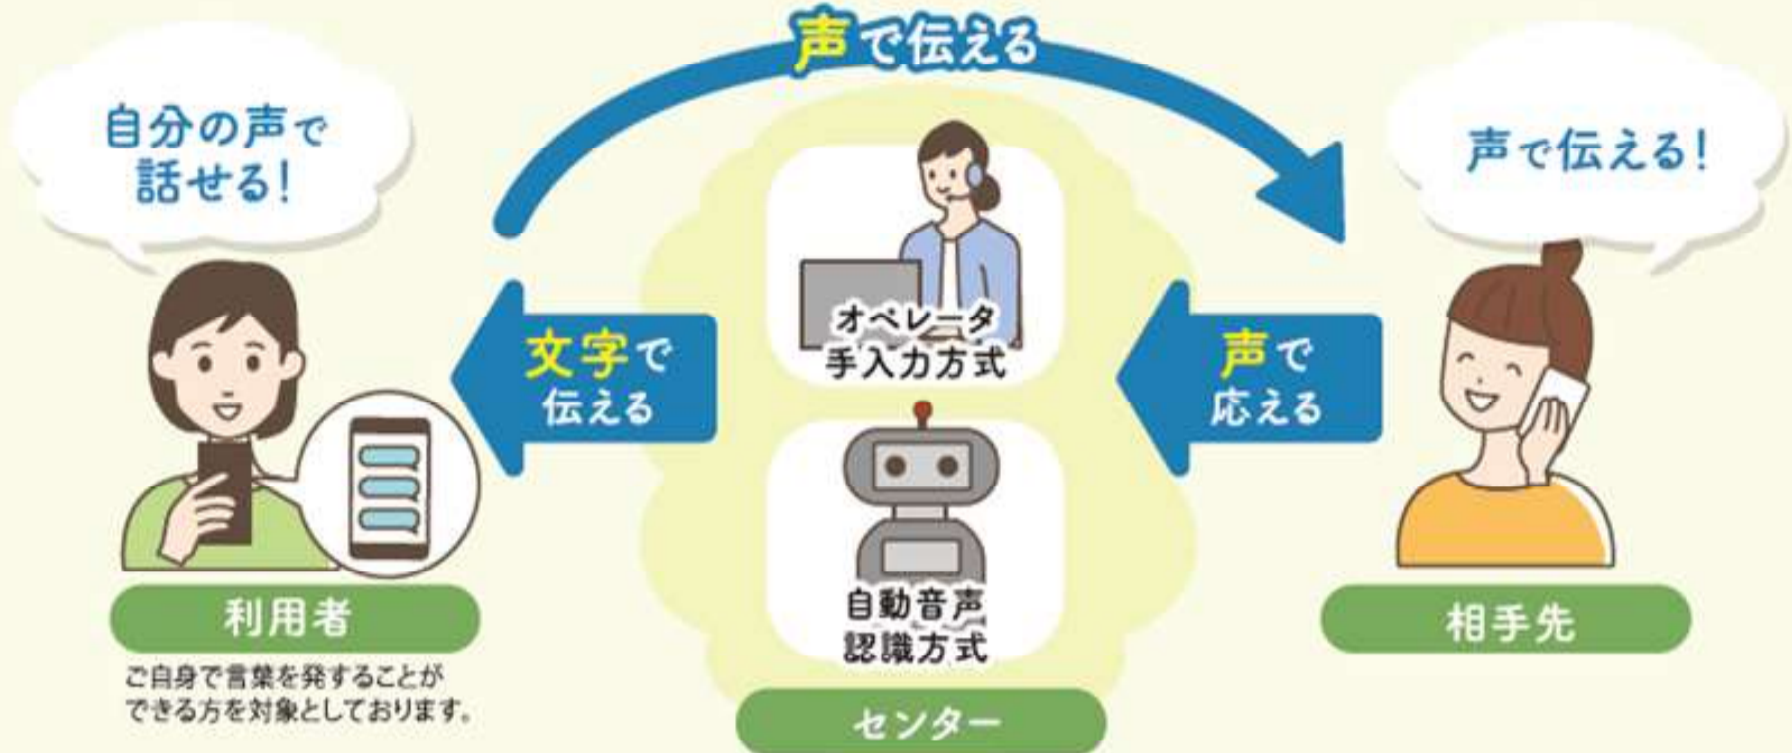 声で伝える
自分の声で
話せる!
声で伝える!
文字で
伝える
オペレータ
手入力方式
声で
応える
自動音声
認識方式
利用者
ご自身で言葉を発することが
できる方を対象としております。
相手先
センター